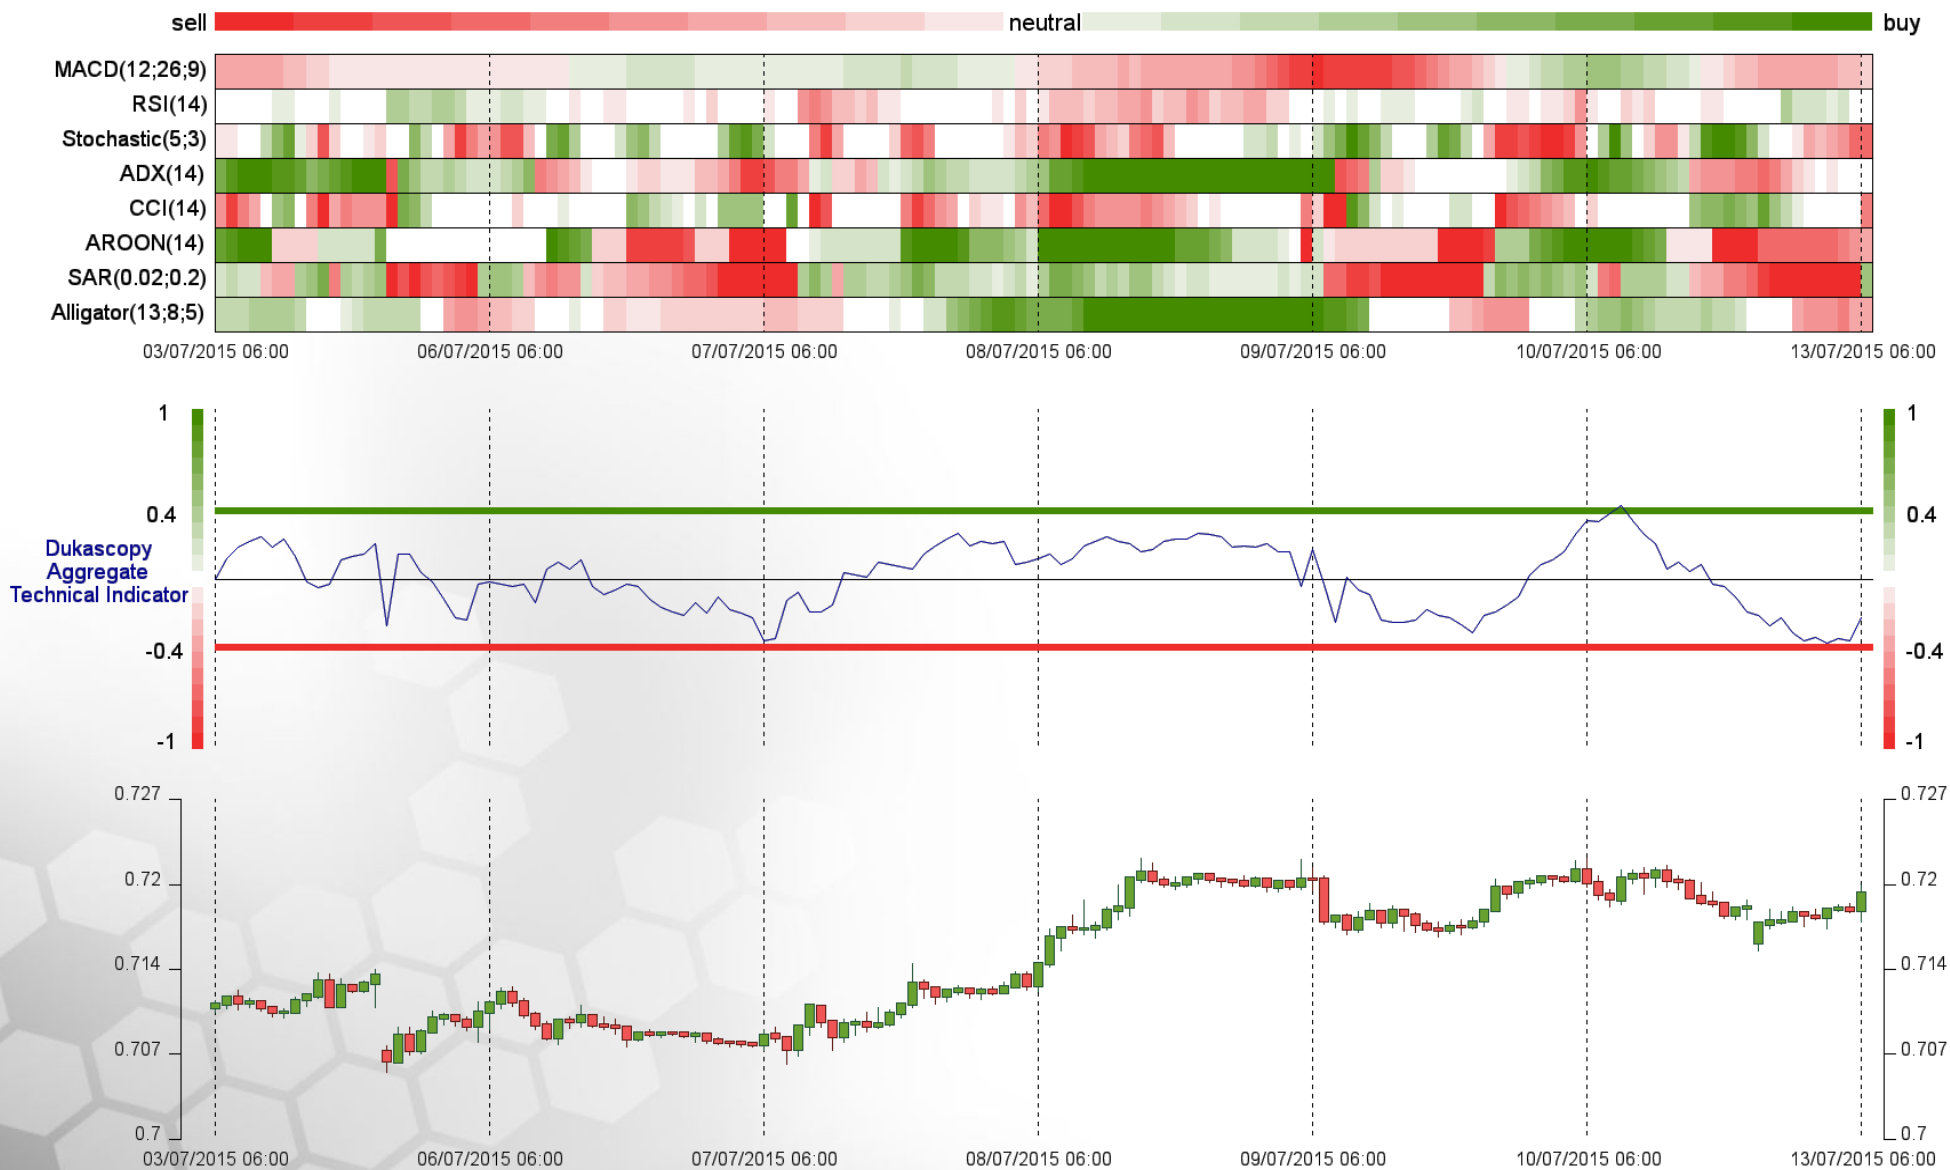 sell neutral buy
MACD(12;26;9)
RSI(14)
Stochastic(5;3)
ADX(14)
CCI(14)
AROON(14)
SAR(0.02;0.2)
Alligator(13;8;5)
03/07/2015 06:00 06/07/2015 06:00 07/07/2015 06:00 08/07/2015 06:00 09/07/2015 06:00 10/07/2015 06:00 13/07/2015 06:00
1 1
0.4 0.4
Dukascopy
Aggregate
Technical Indicator
-0.4 -0.4
-1 -1
0.727 0.727
0.72 0.72
0.714 0.714
0.707 0.707
0.7 0.7
03/07/2015 06:00 06/07/2015 06:00 07/07/2015 06:00 08/07/2015 06:00 09/07/2015 06:00 10/07/2015 06:00 13/07/2015 06:00